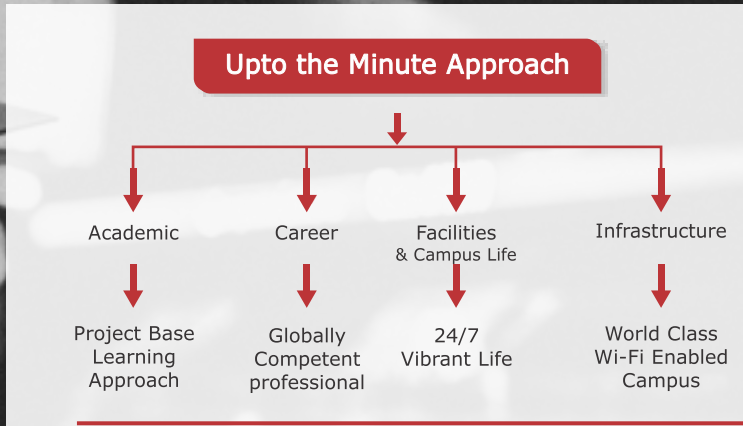 Upto the Minute Approach
Academic
Career
Facilities
& Campus Life
Infrastructure
Project Base
Learning
Approach
Globally
Competent
professional
24/7
Vibrant Life
World Class
Wi-Fi Enabled
Campus